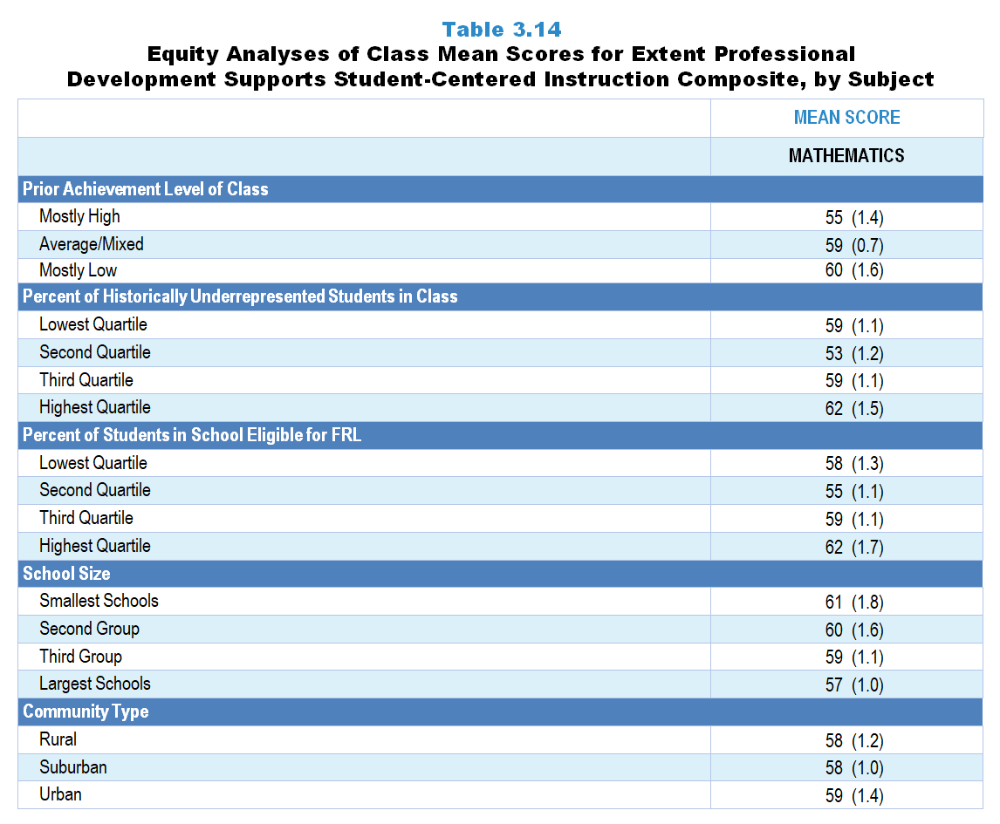 Table 3.14
Equity Analyses of Class Mean Scores for Extent Professional
Development Supports Student-Centered Instruction Composite, by Subject
MEAN SCORE
MATHEMATICS
Prior Achievement Level of Class
Mostly High 55 (1.4)
Average/Mixed 59 (0.7)
Mostly Low 60 (1.6)
Percent of Historically Underrepresented Students in Class
Lowest Quartile 59 (1.1)
Second Quartile 53 (1.2)
Third Quartile 59 (1.1)
Highest Quartile 62 (1.5)
Percent of Students in School Eligible for FRL
Lowest Quartile 58 (1.3)
Second Quartile 55 (1.1)
Third Quartile 59 (1.1)
Highest Quartile 62 (1.7)
School Size
Smallest Schools 61 (1.8)
Second Group 60 (1.6)
Third Group 59 (1.1)
Largest Schools 57 (1.0)
Community Type
Rural 58 (1.2)
Suburban 58 (1.0)
Urban 59 (1.4)